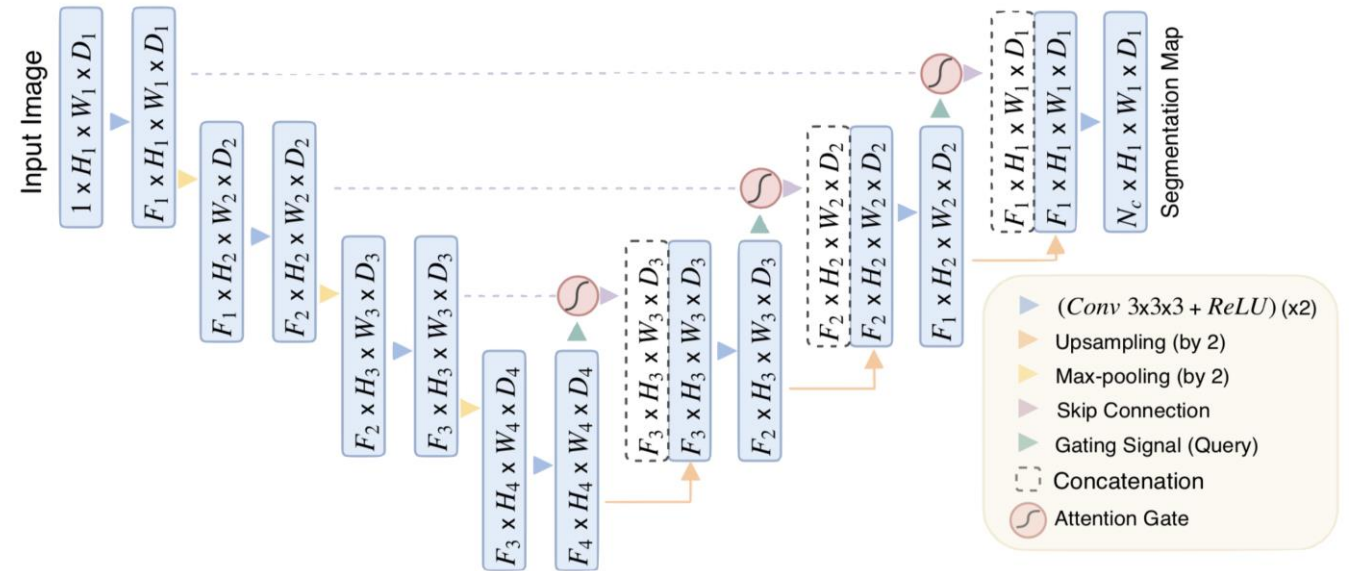 Input Image
1 x H₁ x W₁ x D₁
F₁ x H₁ x W₁ x D₁
F₁ x H₂ x W₂ x D₂
F₂ x H₂ x W₂ x D₂
F₂ x H₃ x W₃ x D₃
F₃ x H₃ x W₃ x D₃
F₃ x H₄ x W₄ x D₄
F₄ x H₄ x W₄ x D₄
F₃ x H₃ x W₃ x D₃
F₃ x H₃ x W₃ x D₃
F₂ x H₃ x W₃ x D₃
F₂ x H₂ x W₂ x D₂
F₂ x H₂ x W₂ x D₂
F₁ x H₂ x W₂ x D₂
F₁ x H₁ x W₁ x D₁
F₁ x H₁ x W₁ x D₁
N_c x H₁ x W₁ x D₁
Segmentation Map
(Conv 3x3x3 + ReLU) (x2)
Upsampling (by 2)
Max-pooling (by 2)
Skip Connection
Gating Signal (Query)
Concatenation
Attention Gate